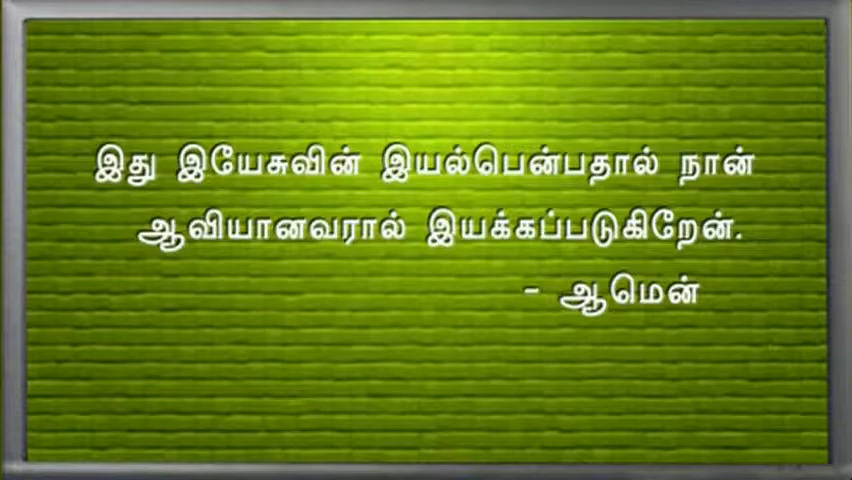 இது இயேசுவின் இயல்பென்பதால் நான்
ஆவியானவரால் இயக்கப்படுகிறேன்.
- ஆமென்